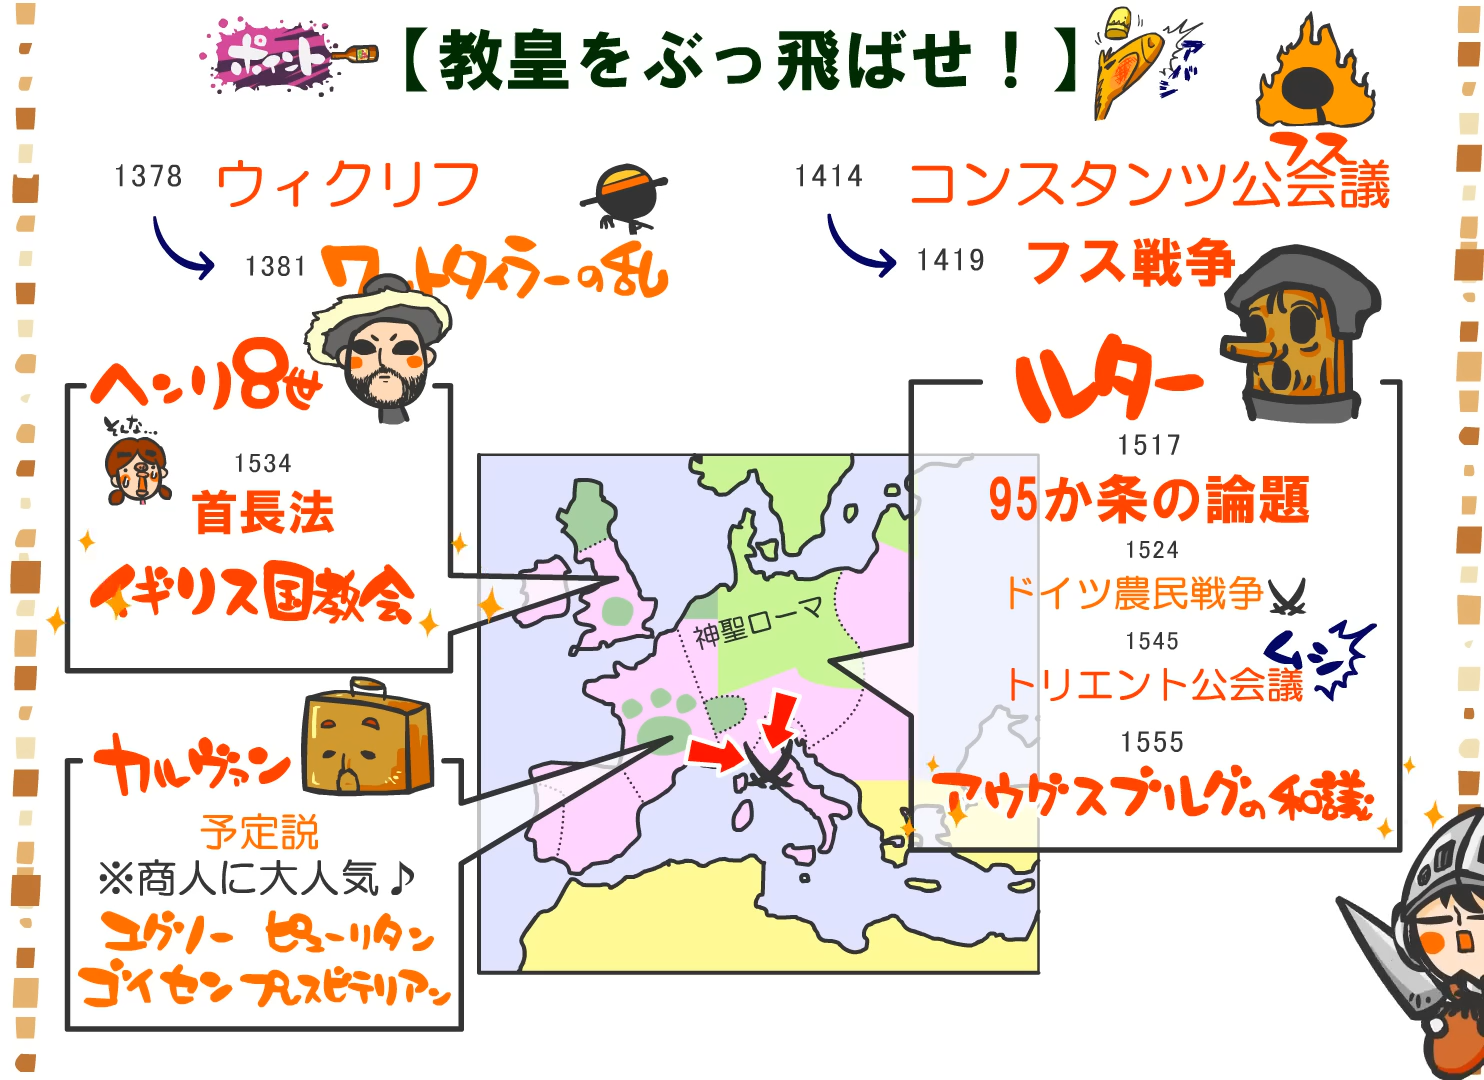 ポイント
【教皇をぶっ飛ばせ！】
1378 ウィクリフ
1381 ワットタイラーの乱
フス
1414 コンスタンツ公会議
1419 フス戦争
ヘンリ8世
そんな…
1534
首長法
イギリス国教会
カルヴァン
予定説
※商人に大人気♪
ユグノー ピューリタン
ゴイセン プレスビテリアン
神聖ローマ
ルター
1517
95か条の論題
1524
ドイツ農民戦争
1545
ムシ
トリエント公会議
1555
アウグスブルグの和議